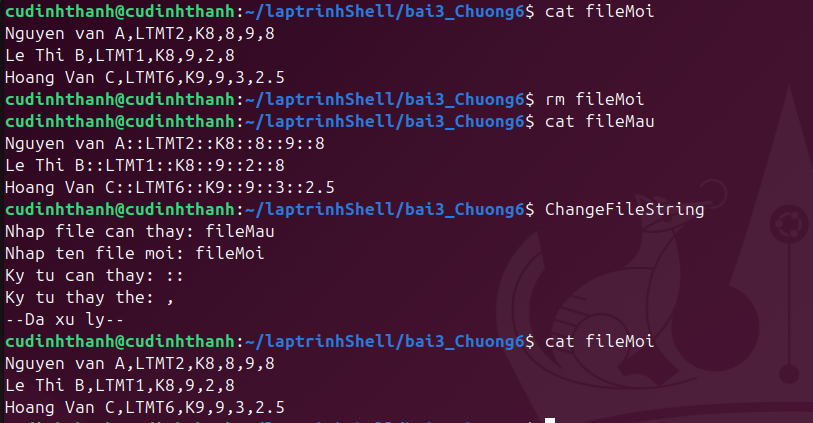 cudinhthanh@cudinhthanh:~/laptrinhShell/bai3_Chuong6$ cat fileMoi
Nguyen van A,LTMT2,K8,8,9,8
Le Thi B,LTMT1,K8,9,2,8
Hoang Van C,LTMT6,K9,9,3,2.5
cudinhthanh@cudinhthanh:~/laptrinhShell/bai3_Chuong6$ rm fileMoi
cudinhthanh@cudinhthanh:~/laptrinhShell/bai3_Chuong6$ cat fileMau
Nguyen van A::LTMT2::K8::8::9::8
Le Thi B::LTMT1::K8::9::2::8
Hoang Van C::LTMT6::K9::9::3::2.5
cudinhthanh@cudinhthanh:~/laptrinhShell/bai3_Chuong6$ ChangeFileString
Nhap file can thay: fileMau
Nhap ten file moi: fileMoi
Ky tu can thay: ::
Ky tu thay the: ,
--Da xu ly--
cudinhthanh@cudinhthanh:~/laptrinhShell/bai3_Chuong6$ cat fileMoi
Nguyen van A,LTMT2,K8,8,9,8
Le Thi B,LTMT1,K8,9,2,8
Hoang Van C,LTMT6,K9,9,3,2.5